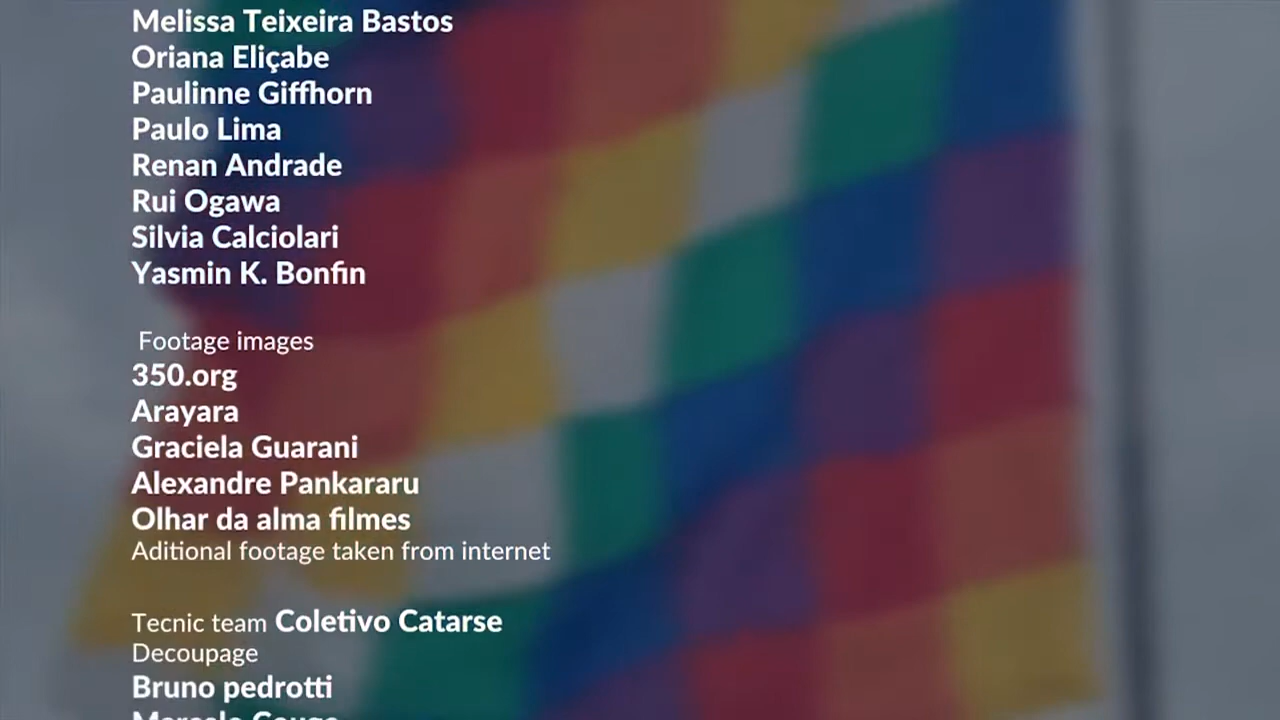 Melissa Teixeira Bastos
Oriana Eliçabe
Paulinne Giffhorn
Paulo Lima
Renan Andrade
Rui Ogawa
Silvia Calciolari
Yasmin K. Bonfin
Footage images
350.org
Arayara
Graciela Guarani
Alexandre Pankararu
Olhar da alma filmes
Aditional footage taken from internet
Tecnic team Coletivo Catarse
Decoupage
Bruno pedrotti